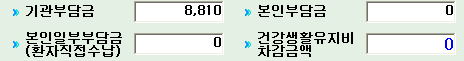 기관부담금 8,810 본인부담금 0
본인일부부담금 0 건강생활유지비
(환자직접수납) 차감금액 0